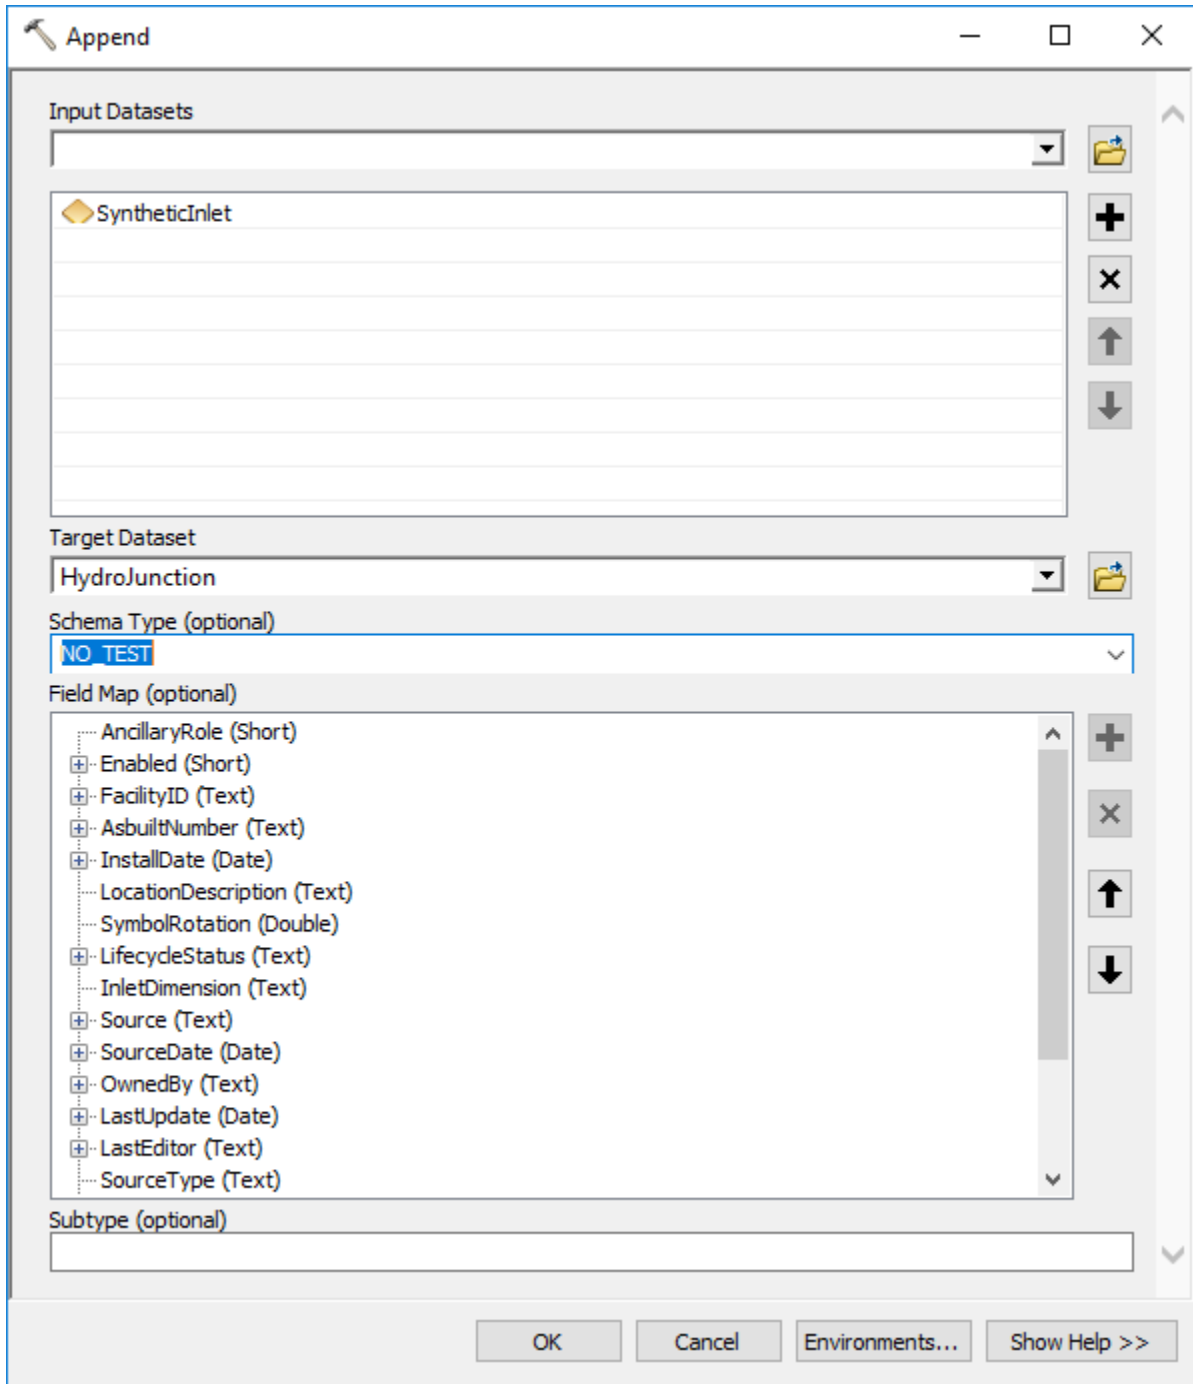 Append
Input Datasets
SyntheticInlet
Target Dataset
HydroJunction
Schema Type (optional)
NO_TEST
Field Map (optional)
AncillaryRole (Short)
Enabled (Short)
FacilityID (Text)
AsbuiltNumber (Text)
InstallDate (Date)
LocationDescription (Text)
SymbolRotation (Double)
LifecycleStatus (Text)
InletDimension (Text)
Source (Text)
SourceDate (Date)
OwnedBy (Text)
LastUpdate (Date)
LastEditor (Text)
SourceType (Text)
Subtype (optional)
OK Cancel Environments... Show Help >>